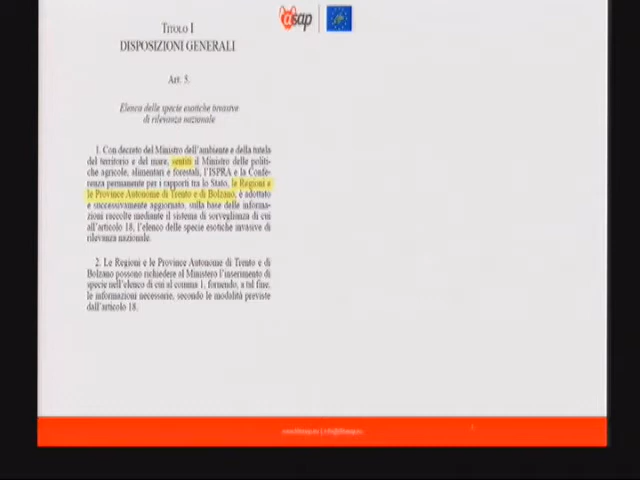 asap
TITOLO I
DISPOSIZIONI GENERALI
Art. 5.
Elenco delle specie esotiche invasive
di rilevanza nazionale
1. Con decreto del Ministro dell'ambiente e della tutela
del territorio e del mare, sentiti il Ministro delle politi-
che agricole, alimentari e forestali, l'ISPRA e la Confe-
renza permanente per i rapporti tra lo Stato, le Regioni e
le Province Autonome di Trento e di Bolzano, è adottato
e successivamente aggiornato, sulla base delle informa-
zioni raccolte mediante il sistema di sorveglianza di cui
all'articolo 18, l'elenco delle specie esotiche invasive di
rilevanza nazionale.
2. Le Regioni e le Province Autonome di Trento e di
Bolzano possono richiedere al Ministero l'inserimento di
specie nell'elenco di cui al comma 1, fornendo, a tal fine,
le informazioni necessarie, secondo le modalità previste
dall'articolo 18.